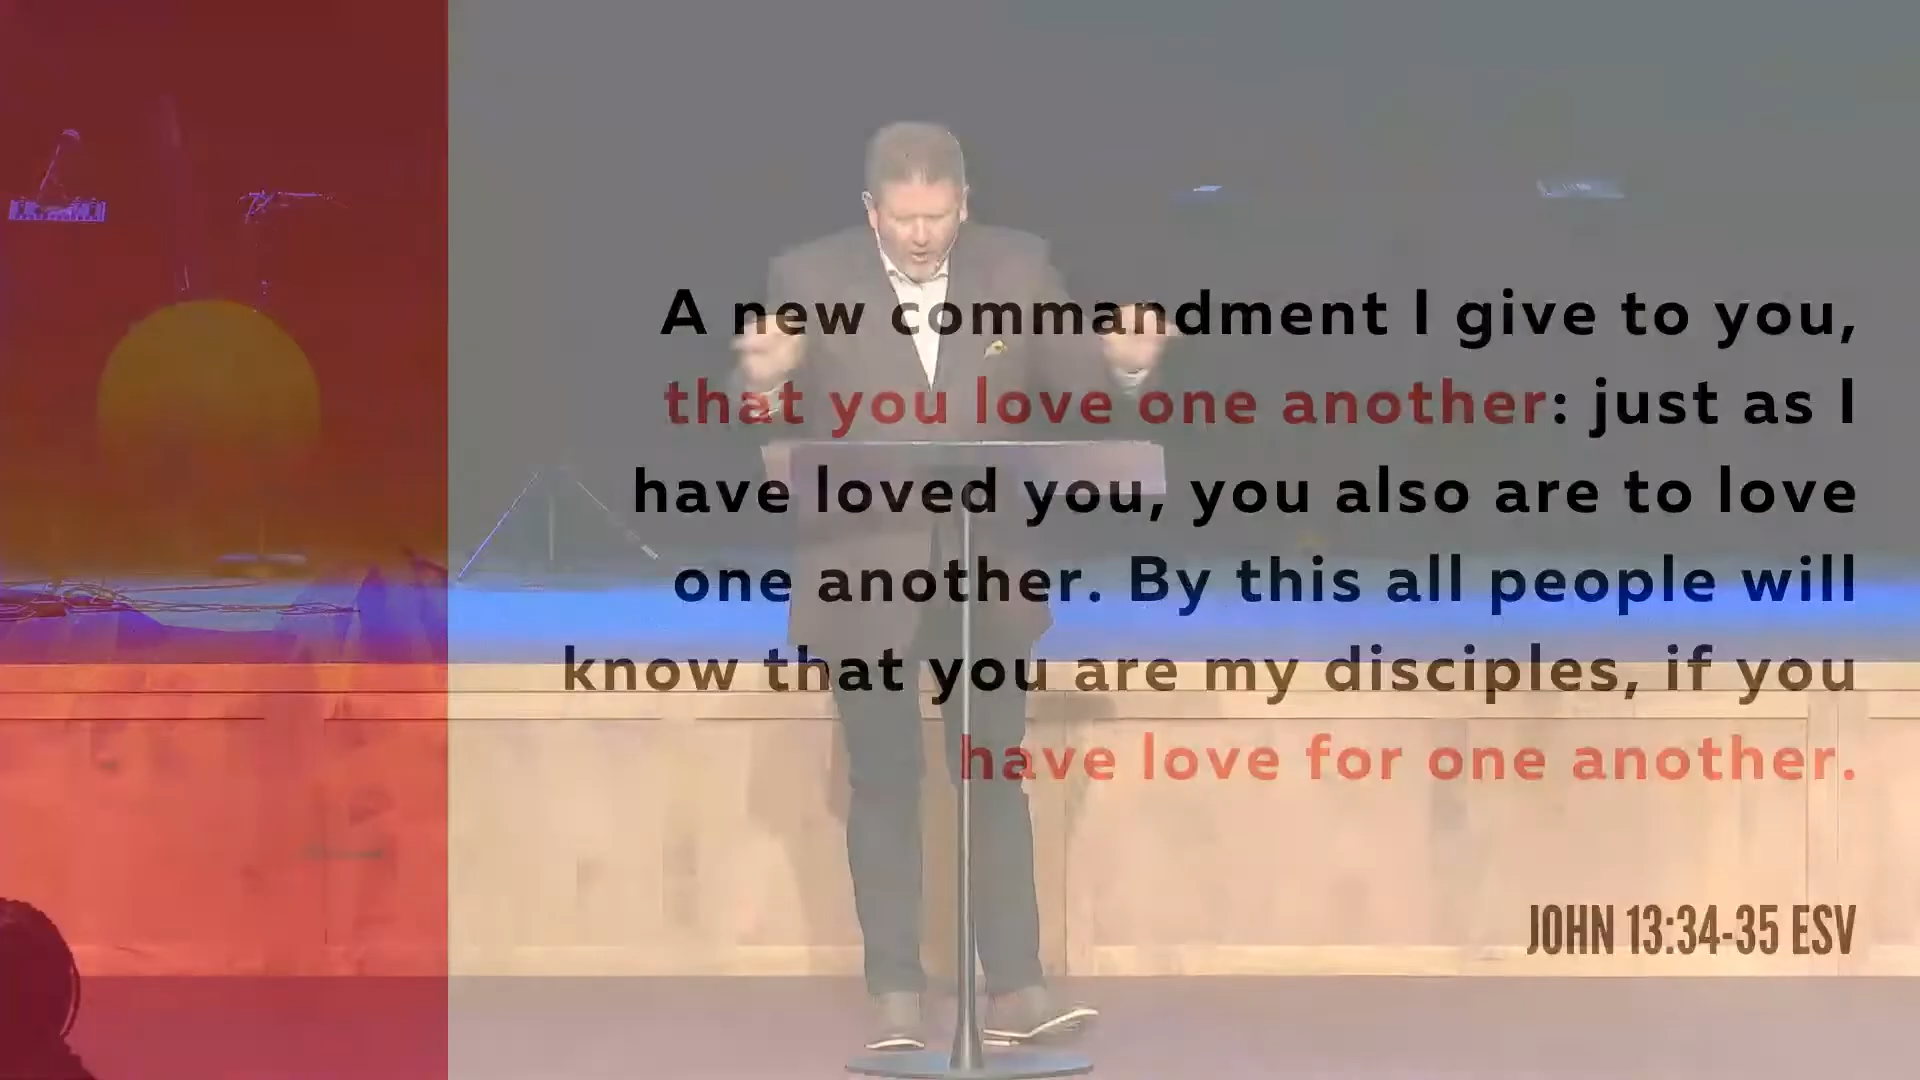 A new commandment I give to you,
that you love one another: just as I
have loved you, you also are to love
one another. By this all people will
know that you are my disciples, if you
have love for one another.
JOHN 13:34-35 ESV